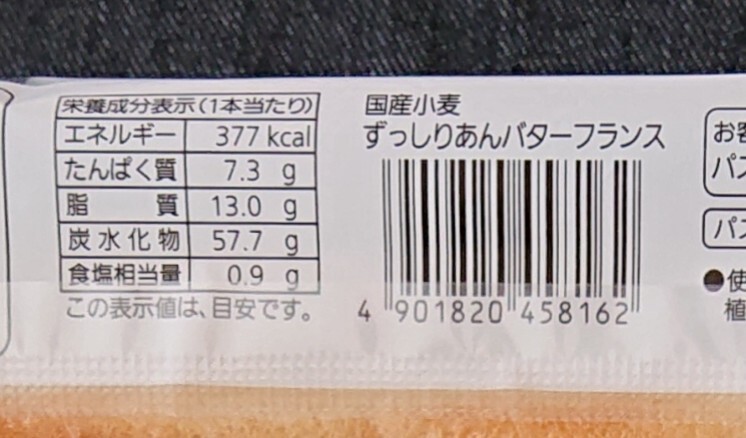 栄養成分表示(1本当たり)
エネルギー 377 kcal
たんぱく質 7.3 g
脂質 13.0 g
炭水化物 57.7 g
食塩相当量 0.9 g
この表示値は、目安です。
国産小麦
ずっしりあんバターフランス
4 901820 458162
お客
パス
パス
●使
植